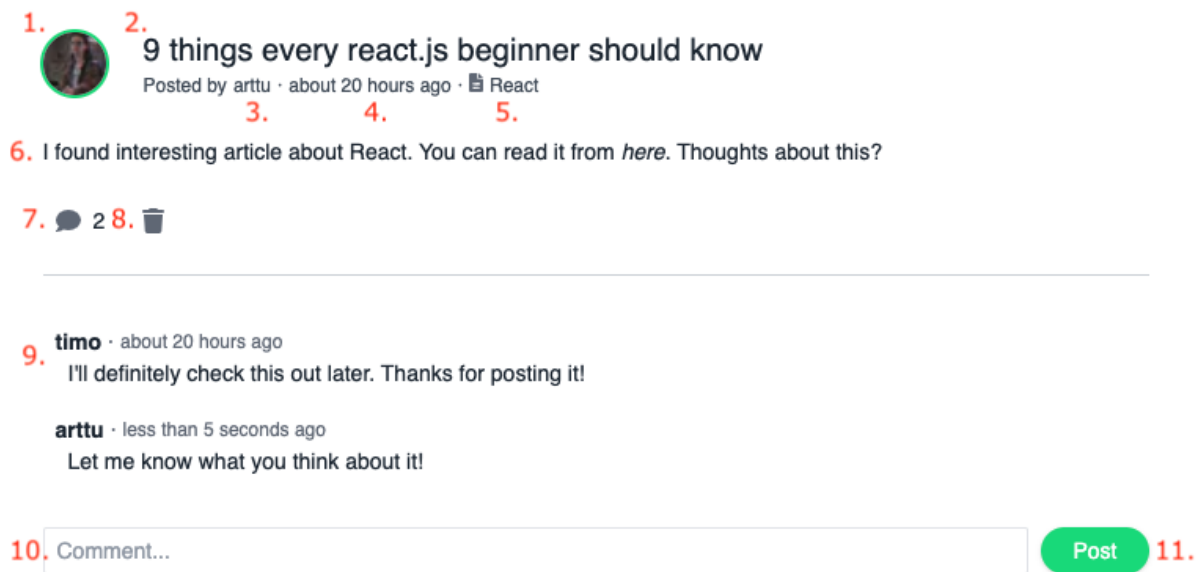 1.
2.
9 things every react.js beginner should know
Posted by arttu · about 20 hours ago · React
3. 4. 5.
6. I found interesting article about React. You can read it from here. Thoughts about this?
7. 2 8.
timo · about 20 hours ago
9.
I'll definitely check this out later. Thanks for posting it!
arttu · less than 5 seconds ago
Let me know what you think about it!
10. Comment... Post 11.